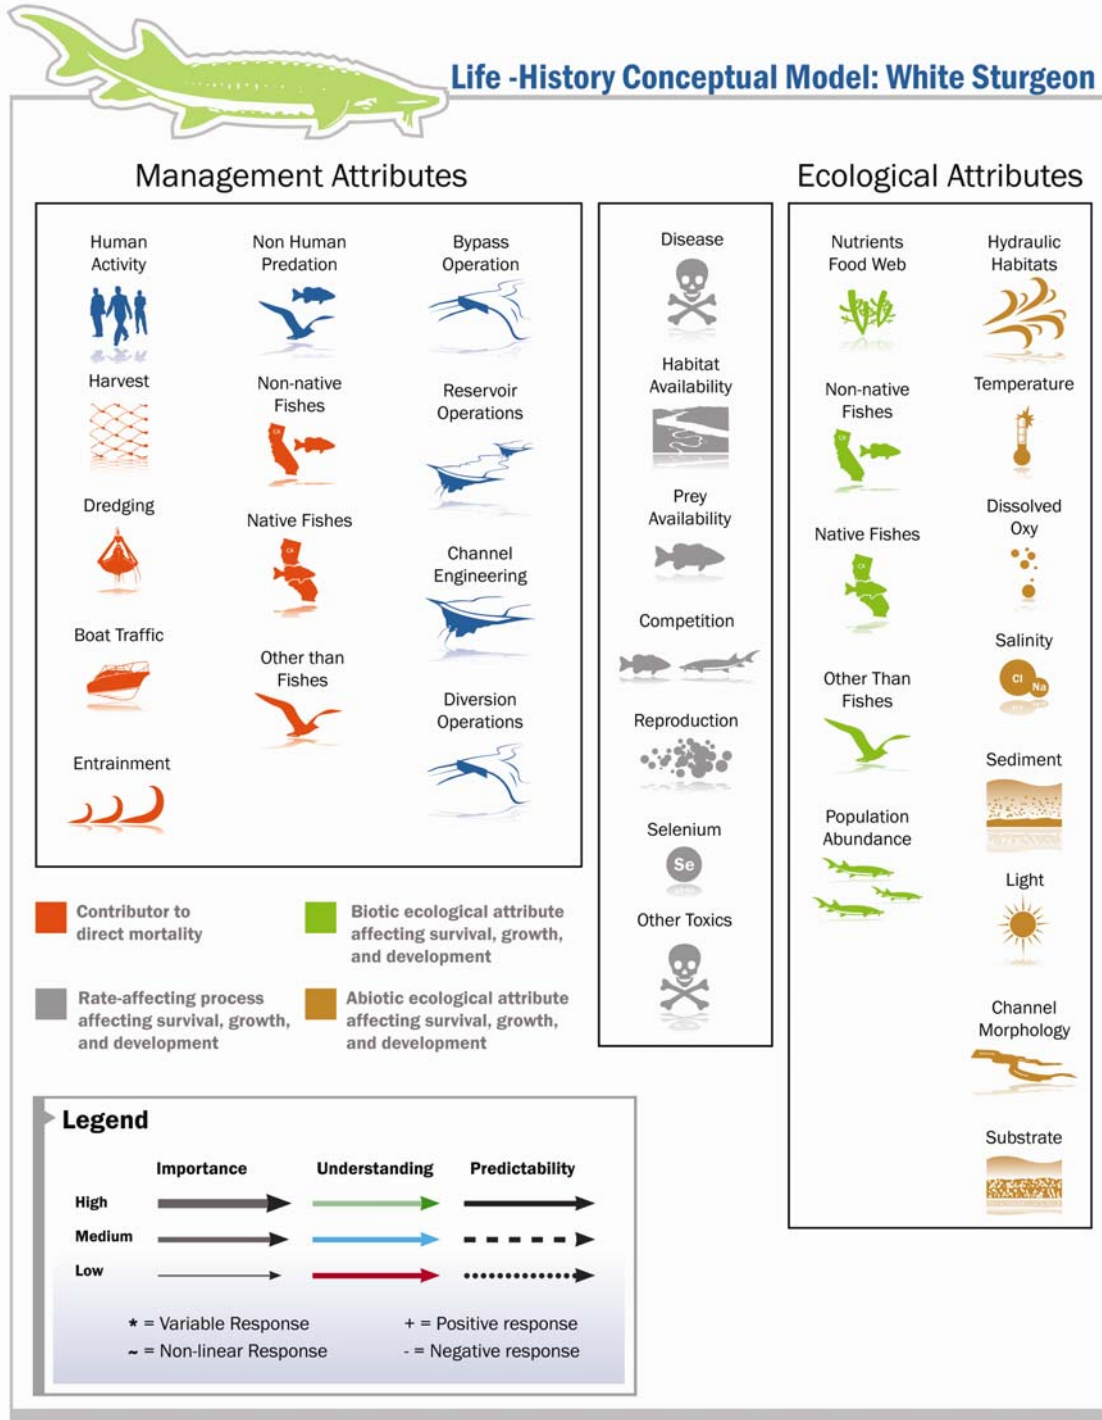 Life -History Conceptual Model: White Sturgeon
Management Attributes
Human
Activity
Harvest
Dredging
Boat Traffic
Entrainment
Non Human
Predation
Non-native
Fishes
CA
Native Fishes
CA
Other than
Fishes
Bypass
Operation
Reservoir
Operations
Channel
Engineering
Diversion
Operations
Disease
Habitat
Availability
Prey
Availability
Competition
Reproduction
Selenium
Se
Other Toxics
Ecological Attributes
Nutrients
Food Web
Non-native
Fishes
CA
Native Fishes
CA
Other Than
Fishes
Population
Abundance
Hydraulic
Habitats
Temperature
Dissolved
Oxy
Salinity
Cl
Na
Sediment
Light
Channel
Morphology
Substrate
Contributor to
direct mortality
Biotic ecological attribute
affecting survival, growth,
and development
Rate-affecting process
affecting survival, growth,
and development
Abiotic ecological attribute
affecting survival, growth,
and development
Legend
Importance Understanding Predictability
High
Medium
Low
* = Variable Response + = Positive response
~ = Non-linear Response - = Negative response